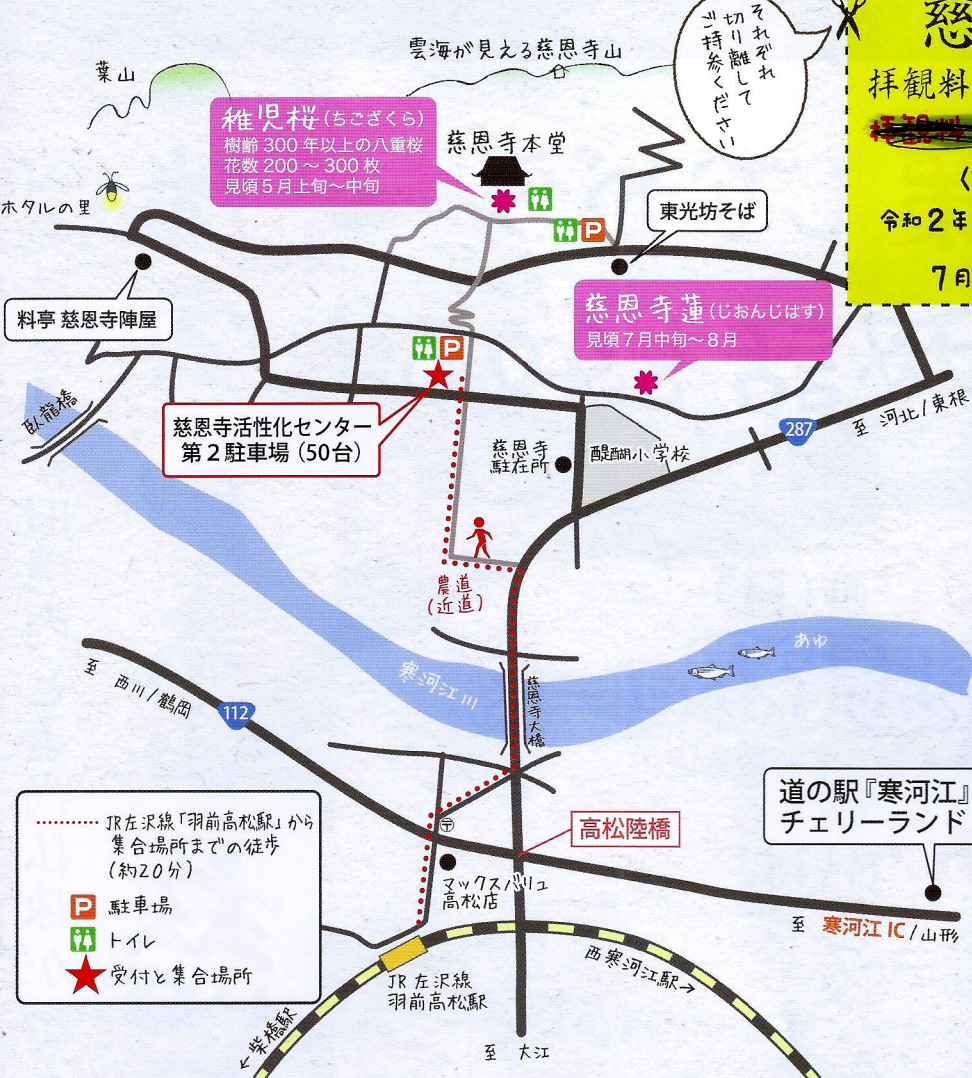 それぞれ
切り離して
ご持参ください
慈
拝観料
令和2年
7月
葉山
雲海が見える慈恩寺山
稚児桜(ちござくら)
樹齢300年以上の八重桜
花数200〜300枚
見頃5月上旬〜中旬
慈恩寺本堂
ホタルの里
P
東光坊そば
料亭 慈恩寺陣屋
慈恩寺蓮(じおんじはす)
見頃7月中旬〜8月
P
臥龍橋
慈恩寺活性化センター
第2駐車場(50台)
慈恩寺
駐在所
醍醐小学校
287
至 河北/東根
農道
(近道)
寒河江川
あゆ
慈恩寺大橋
至 西川/鶴岡
112
道の駅『寒河江』
チェリーランド
高松陸橋
〒
マックスバリュ
高松店
至 寒河江IC/山形
JR左沢線「羽前高松駅」から
集合場所までの徒歩
(約20分)
P 駐車場
トイレ
受付と集合場所
JR左沢線
羽前高松駅
西寒河江駅→
←柴橋駅
至 大江